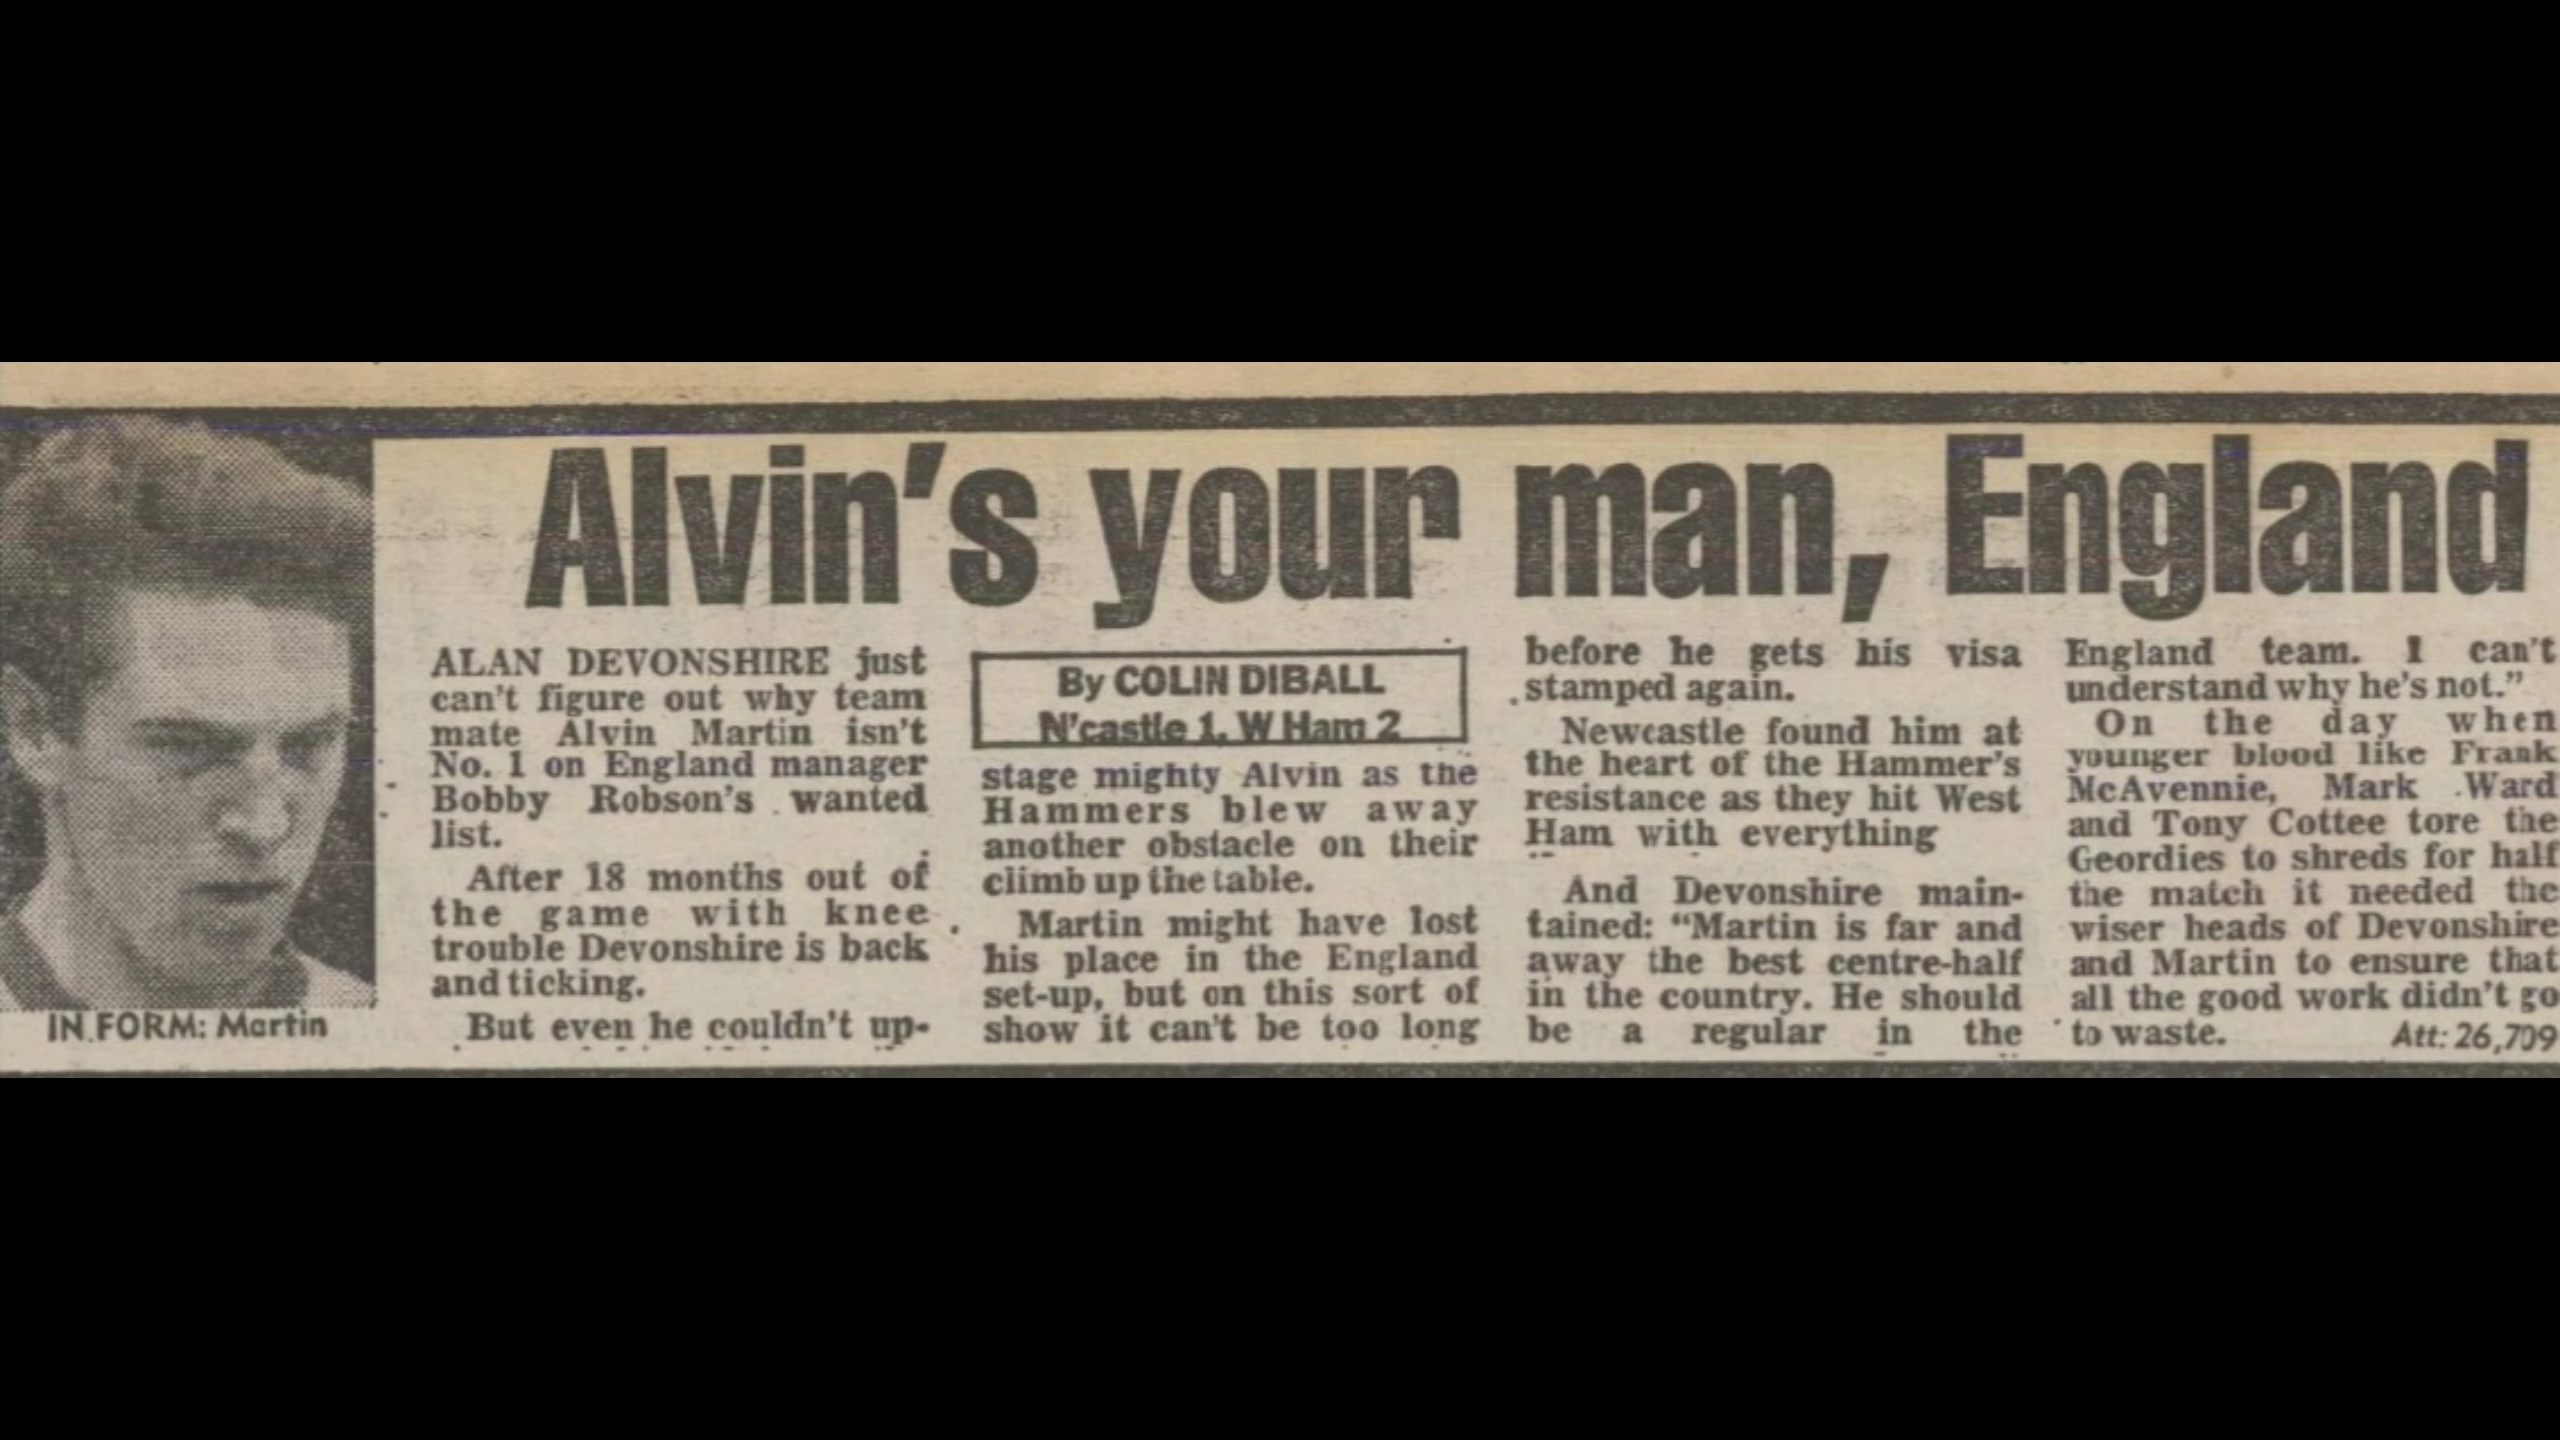 Alvin's your man, England
IN FORM: Martin
ALAN DEVONSHIRE just
can't figure out why team
mate Alvin Martin isn't
No. 1 on England manager
Bobby Robson's wanted
list.
After 18 months out of
the game with knee
trouble Devonshire is back
and ticking.
But even he couldn't up-
By COLIN DIBALL
N'castle 1, W Ham 2
stage mighty Alvin as the
Hammers blew away
another obstacle on their
climb up the table.
Martin might have lost
his place in the England
set-up, but on this sort of
show it can't be too long
before he gets his visa
stamped again.
Newcastle found him at
the heart of the Hammer's
resistance as they hit West
Ham with everything
And Devonshire main-
tained: "Martin is far and
away the best centre-half
in the country. He should
be a regular in the
England team. I can't
understand why he's not."
On the day when
younger blood like Frank
McAvennie, Mark Ward
and Tony Cottee tore the
Geordies to shreds for half
the match it needed the
wiser heads of Devonshire
and Martin to ensure that
all the good work didn't go
to waste.
Att: 26,709